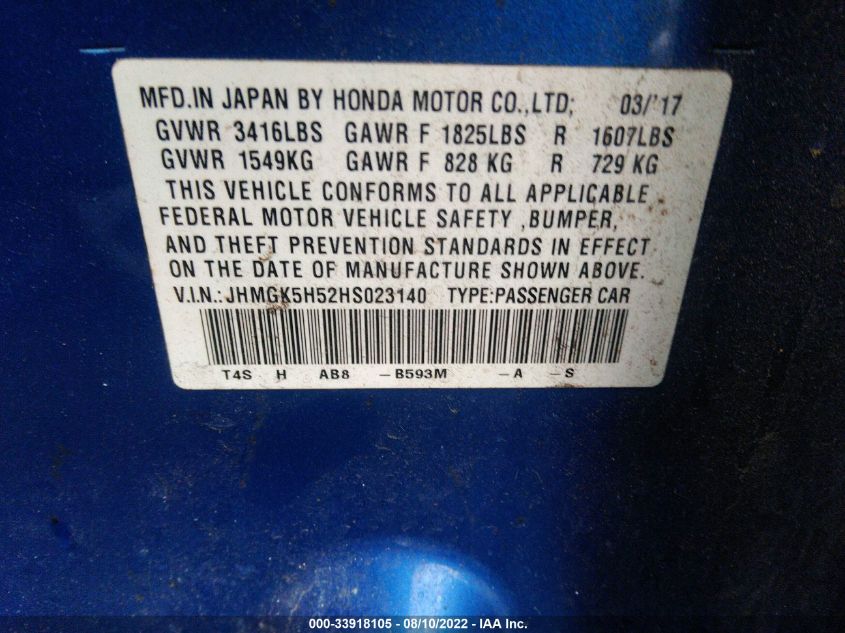 MFD.IN JAPAN BY HONDA MOTOR CO.,LTD; 03/'17
GVWR 3416LBS GAWR F 1825LBS R 1607LBS
GVWR 1549KG GAWR F 828 KG R 729 KG
THIS VEHICLE CONFORMS TO ALL APPLICABLE
FEDERAL MOTOR VEHICLE SAFETY ,BUMPER,
AND THEFT PREVENTION STANDARDS IN EFFECT
ON THE DATE OF MANUFACTURE SHOWN ABOVE.
V.I.N.: JHMGK5H52HS023140 TYPE:PASSENGER CAR
T4S H AB8 -B593M -A -S
000-33918105 - 08/10/2022 - IAA Inc.